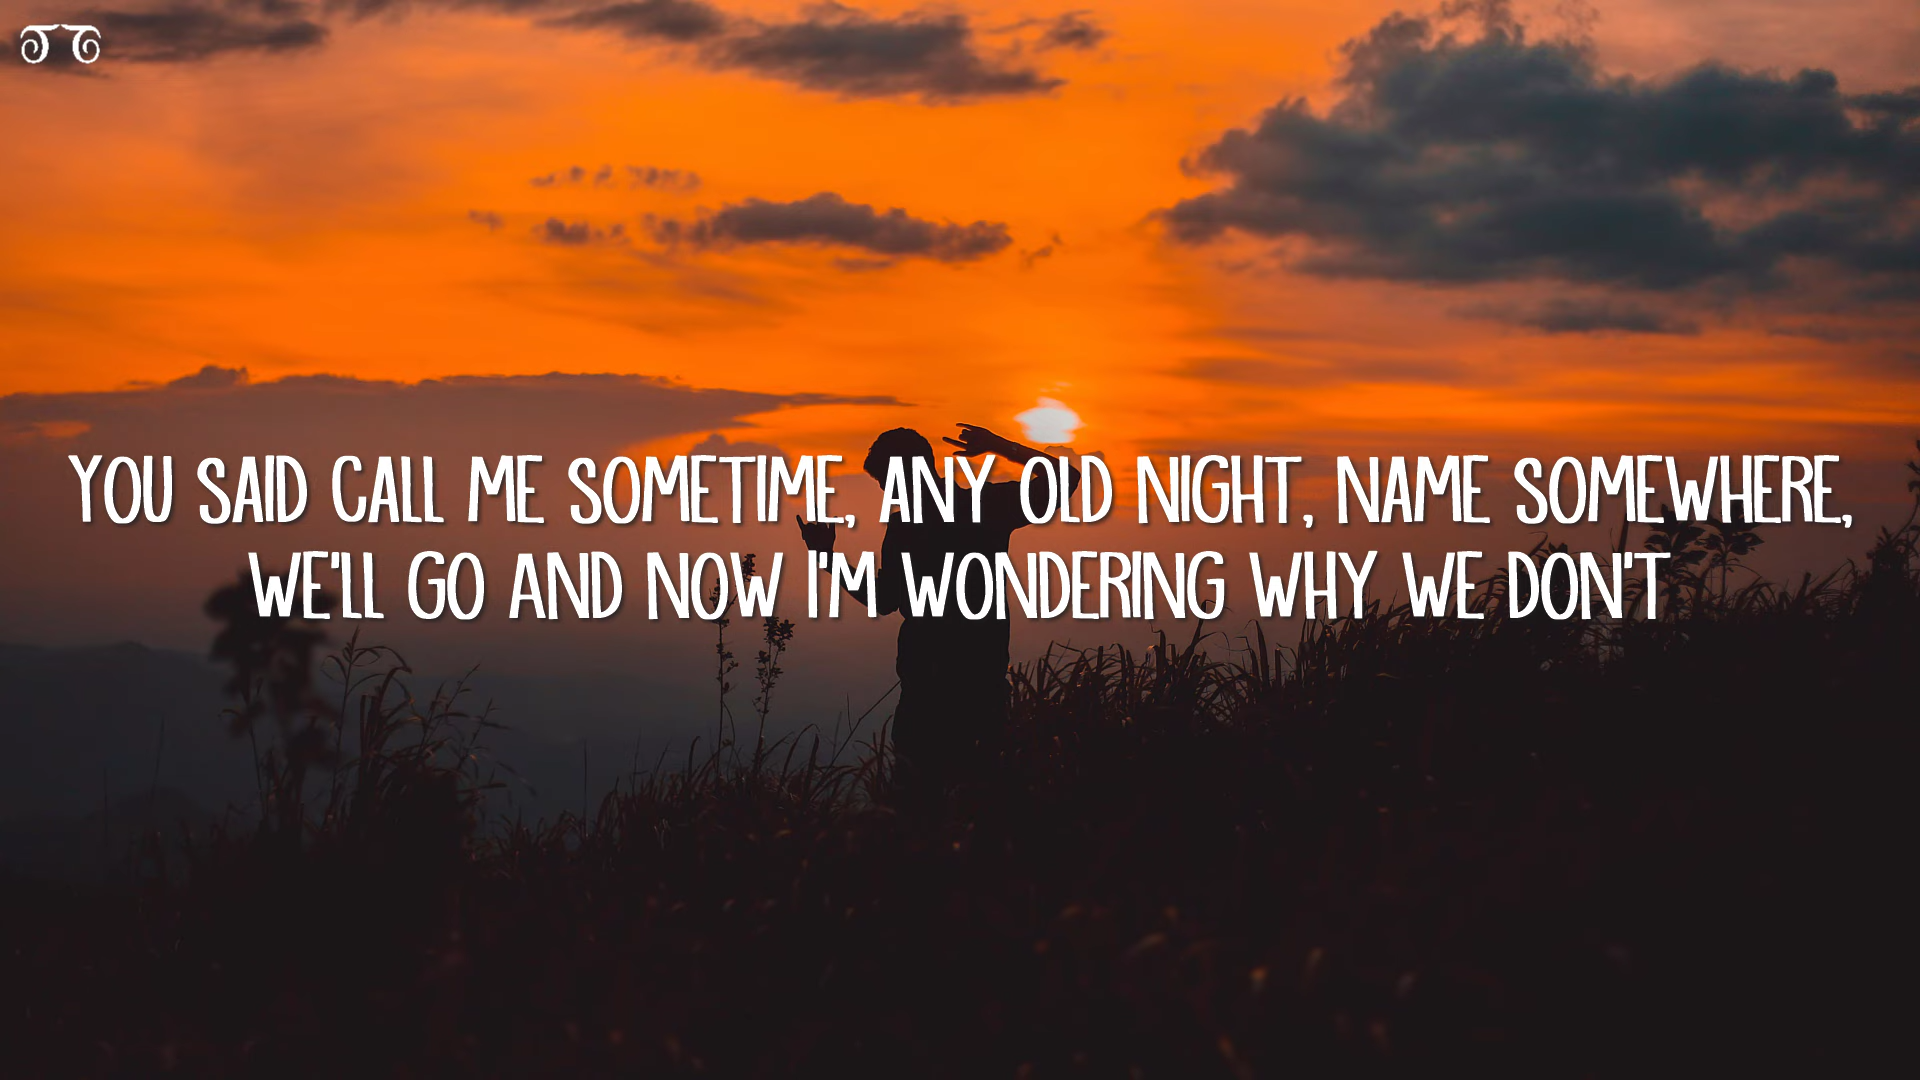 YOU SAID CALL ME SOMETIME, ANY OLD NIGHT, NAME SOMEWHERE,
WE'LL GO AND NOW I'M WONDERING WHY WE DON'T